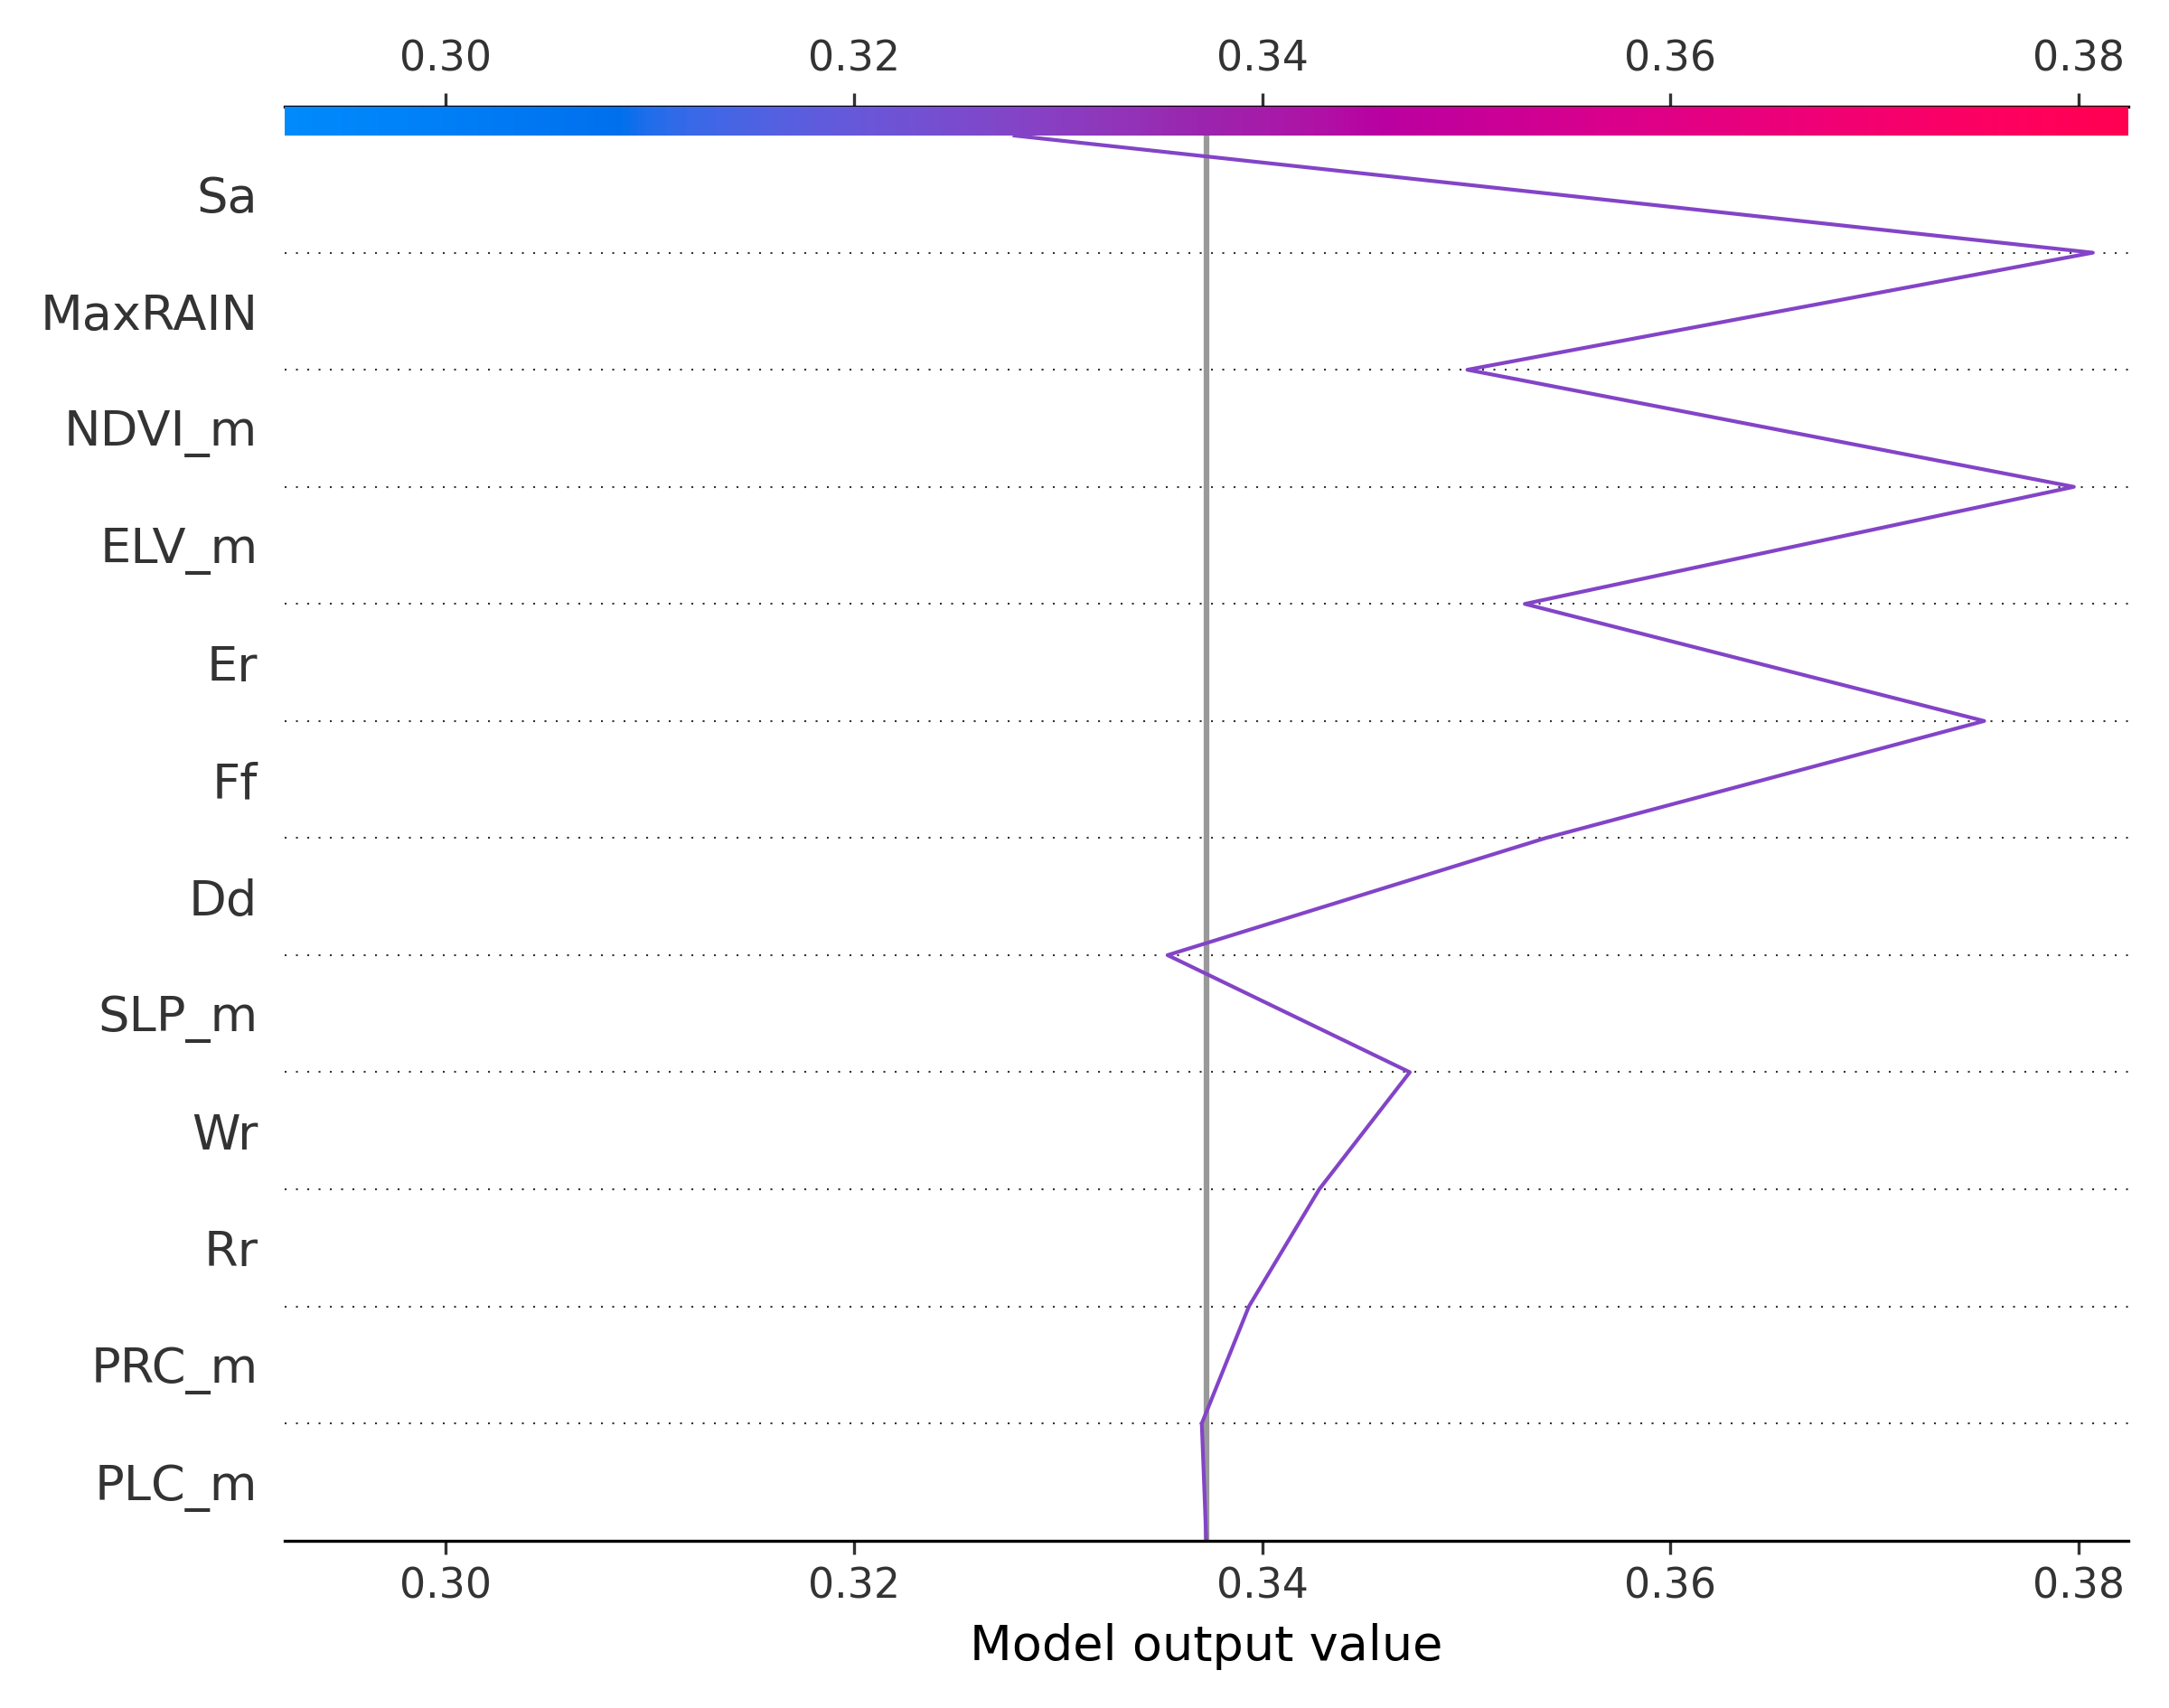 0.30 0.32 0.34 0.36 0.38
Sa
MaxRAIN
NDVI_m
ELV_m
Er
Ff
Dd
SLP_m
Wr
Rr
PRC_m
PLC_m
0.30 0.32 0.34 0.36 0.38
Model output value